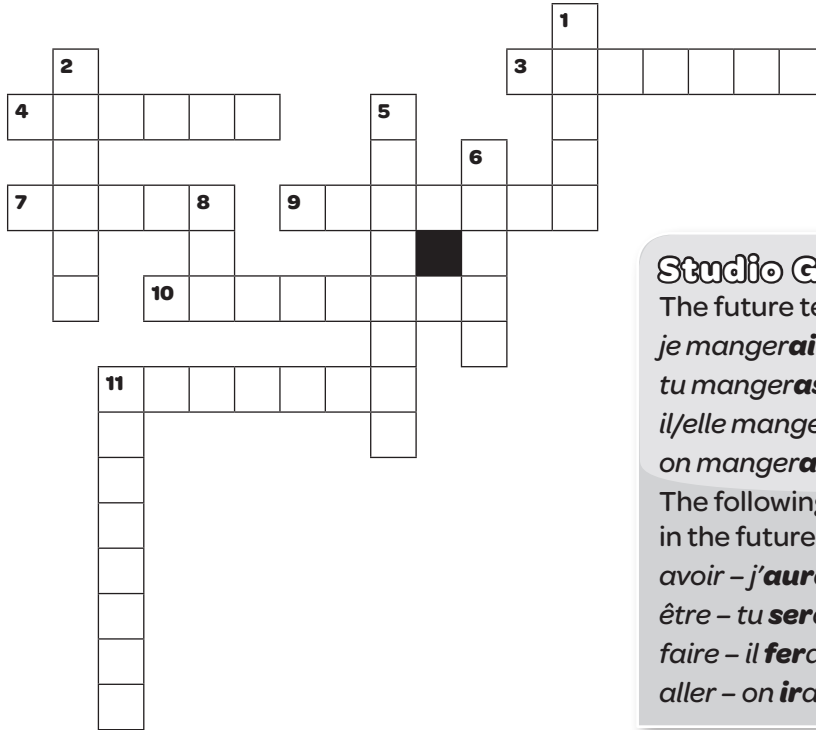 1
2 3
4 5
6
7 8 9
10
11
Studio G
The future te
je mangerai
tu mangeras
il/elle mange
on mangera
The following
in the future
avoir – j'aur
être – tu ser
faire – il fer
aller – on ira